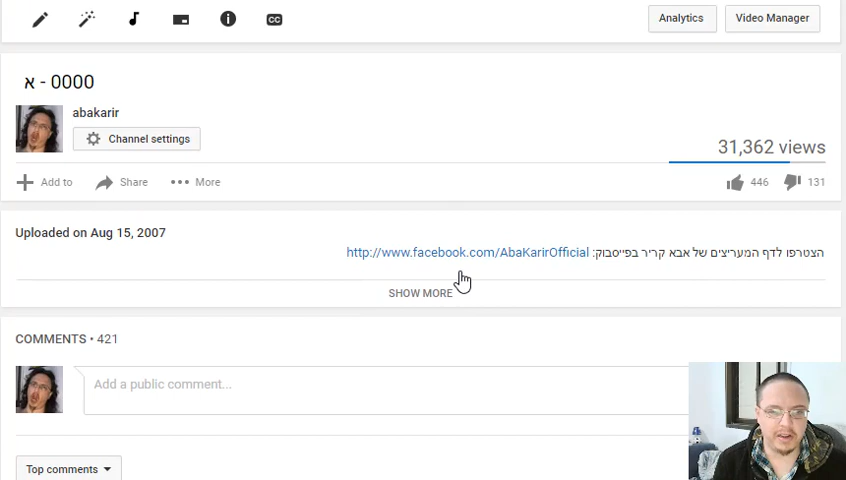 CC
Analytics
Video Manager
א - 0000
abakarir
Channel settings
31,362 views
Add to
Share
More
446
131
Uploaded on Aug 15, 2007
הצטרפו לדף המעריצים של אבא קריר בפייסבוק: http://www.facebook.com/AbaKarirOfficial
SHOW MORE
COMMENTS • 421
Add a public comment...
Top comments